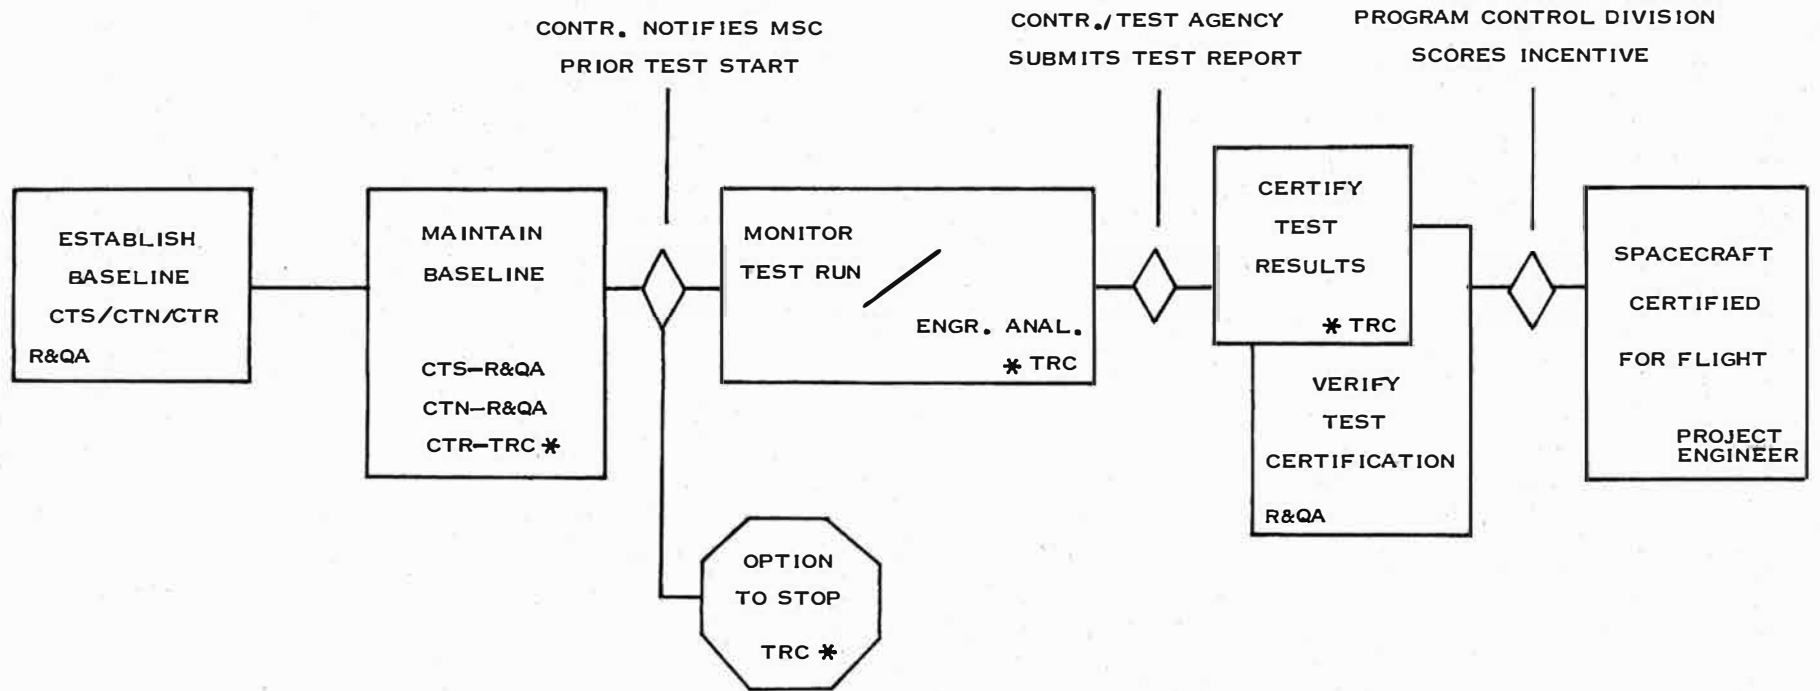 CONTR. NOTIFIES MSC
PRIOR TEST START
CONTR./TEST AGENCY
SUBMITS TEST REPORT
PROGRAM CONTROL DIVISION
SCORES INCENTIVE
ESTABLISH
BASELINE
CTS/CTN/CTR
R&QA
MAINTAIN
BASELINE
CTS-R&QA
CTN-R&QA
CTR-TRC *
MONITOR
TEST RUN
/
ENGR. ANAL.
* TRC
CERTIFY
TEST
RESULTS
* TRC
VERIFY
TEST
CERTIFICATION
R&QA
SPACECRAFT
CERTIFIED
FOR FLIGHT
PROJECT
ENGINEER
OPTION
TO STOP
TRC *